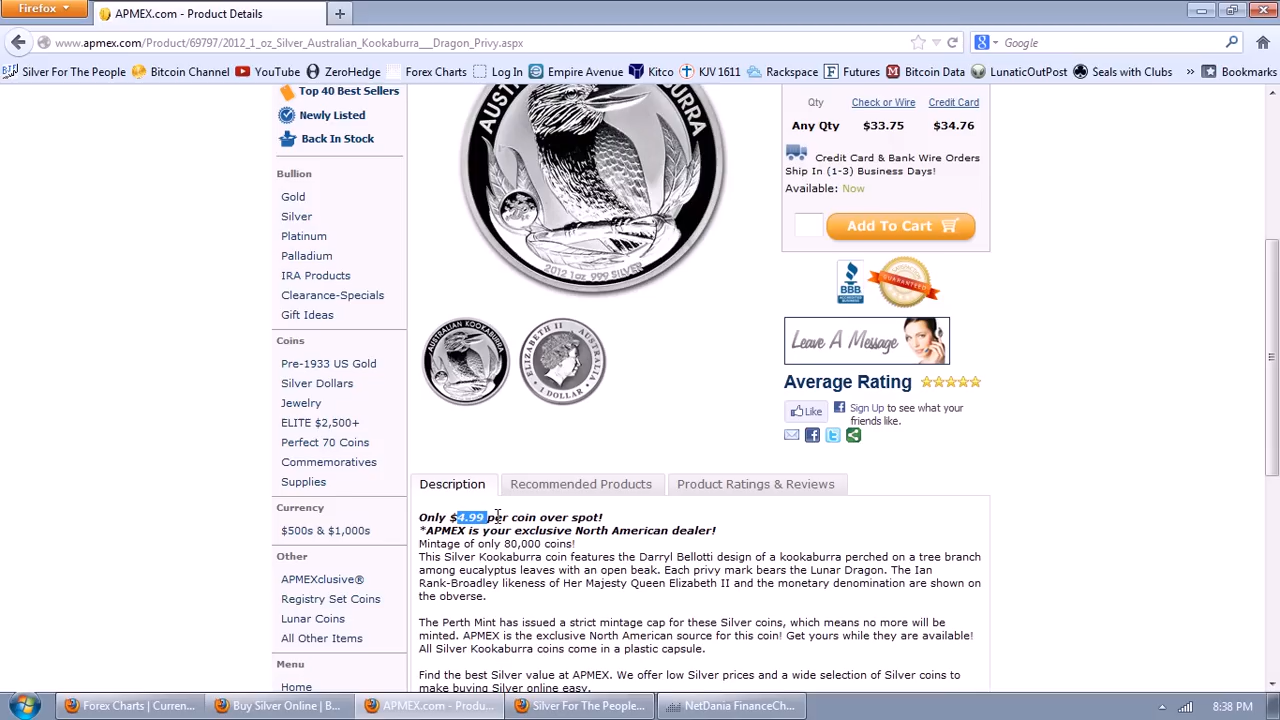 Firefox
APMEX.com - Product Details
www.apmex.com/Product/69797/2012_1_oz_Silver_Australian_Kookaburra__Dragon_Privy.aspx
Google
Silver For The People
Bitcoin Channel
YouTube
ZeroHedge
Forex Charts
Log In
Empire Avenue
Kitco
KJV 1611
Rackspace
Futures
Bitcoin Data
LunaticOutPost
Seals with Clubs
»
Bookmarks
Top 40 Best Sellers
Newly Listed
Back In Stock
Bullion
Gold
Silver
Platinum
Palladium
IRA Products
Clearance-Specials
Gift Ideas
Coins
Pre-1933 US Gold
Silver Dollars
Jewelry
ELITE $2,500+
Perfect 70 Coins
Commemoratives
Supplies
Currency
$500s & $1,000s
Other
APMEXclusive®
Registry Set Coins
Lunar Coins
All Other Items
Menu
Home
AUSTRALIAN KOOKABURRA
2012 1oz 999 SILVER
AUSTRALIAN KOOKABURRA
ELIZABETH II AUSTRALIA
1 DOLLAR
Qty Check or Wire Credit Card
Any Qty $33.75 $34.76
Credit Card & Bank Wire Orders
Ship In (1-3) Business Days!
Available: Now
Add To Cart
BBB
GUARANTEED
Leave A Message
Average Rating
Like
Sign Up to see what your
friends like.
Description
Recommended Products
Product Ratings & Reviews
Only $4.99 per coin over spot!
*APMEX is your exclusive North American dealer!
Mintage of only 80,000 coins!
This Silver Kookaburra coin features the Darryl Bellotti design of a kookaburra perched on a tree branch
among eucalyptus leaves with an open beak. Each privy mark bears the Lunar Dragon. The Ian
Rank-Broadley likeness of Her Majesty Queen Elizabeth II and the monetary denomination are shown on
the obverse.
The Perth Mint has issued a strict mintage cap for these Silver coins, which means no more will be
minted. APMEX is the exclusive North American source for this coin! Get yours while they are available!
All Silver Kookaburra coins come in a plastic capsule.
Find the best Silver value at APMEX. We offer low Silver prices and a wide selection of Silver coins to
make buying Silver online easy.
Forex Charts | Curren...
Buy Silver Online | B...
APMEX.com - Produ...
Silver For The People...
NetDania FinanceCh...
8:38 PM